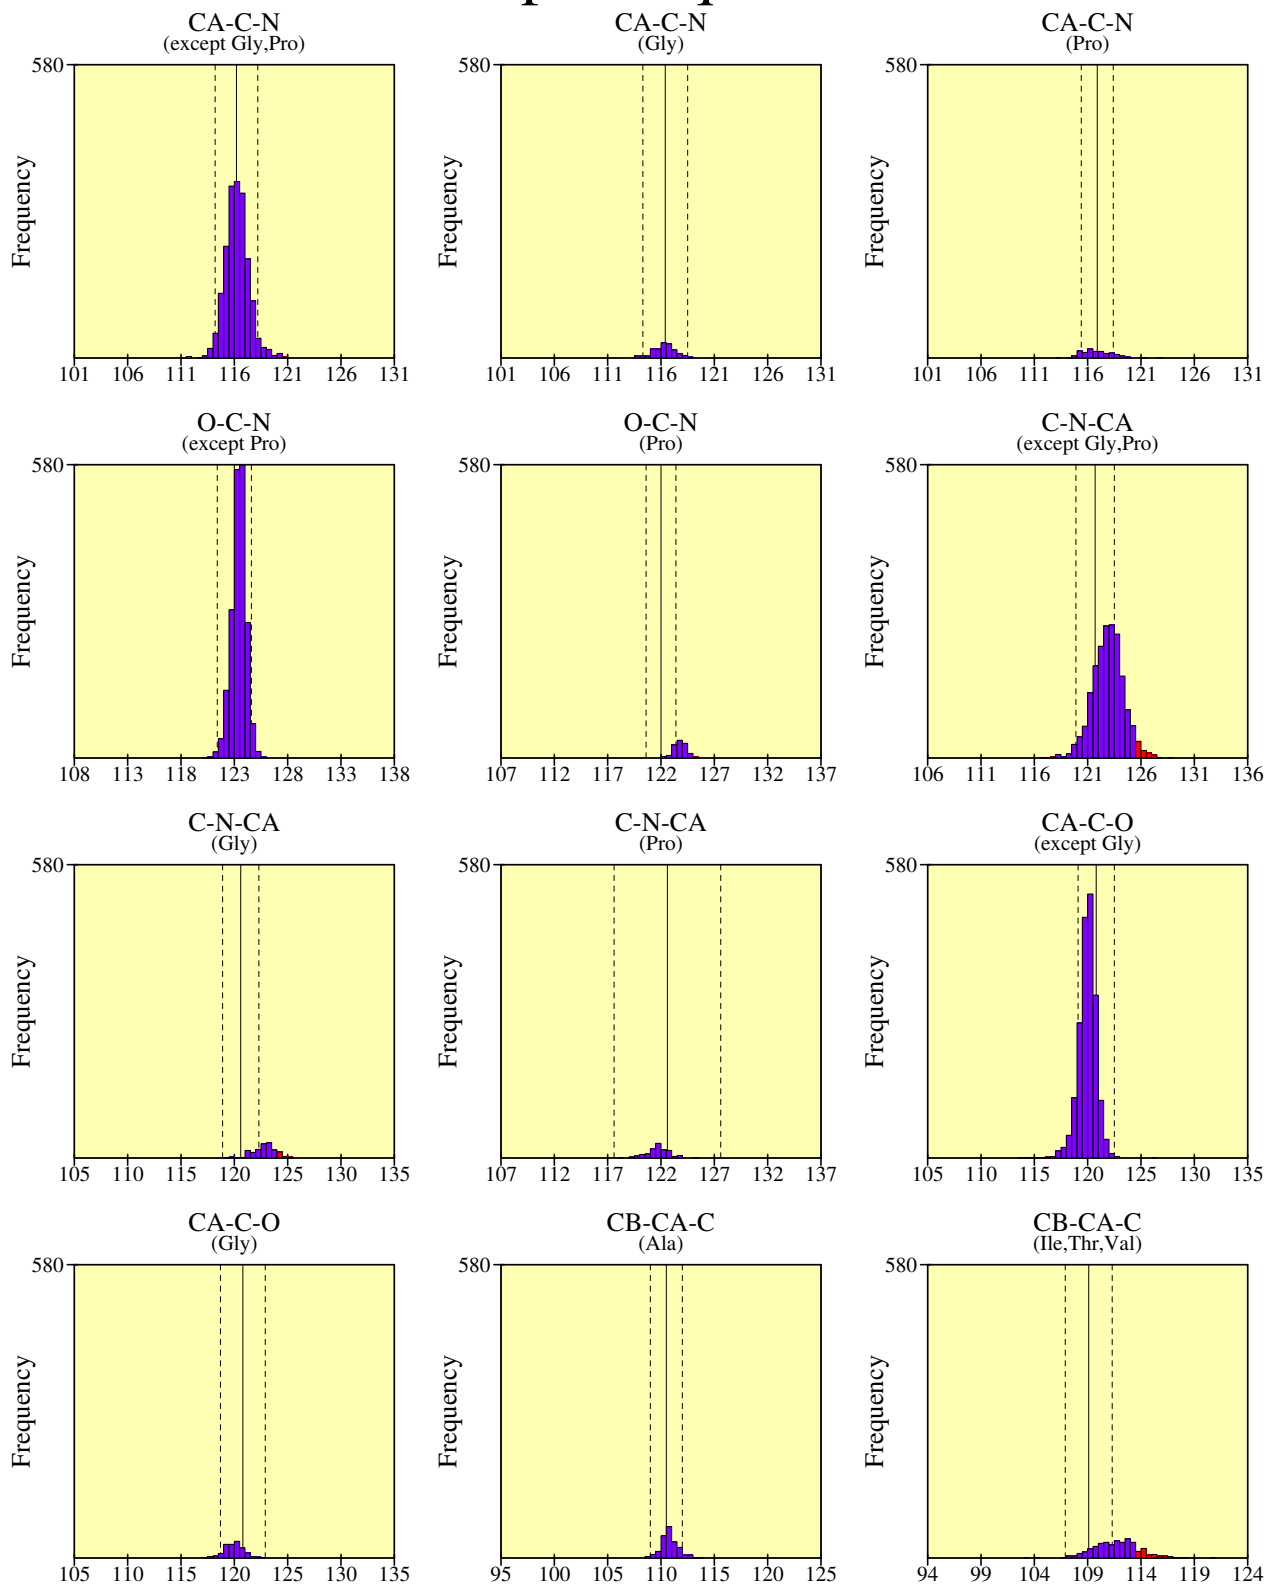 CA-C-N
(except Gly,Pro)
580
Frequency
101 106 111 116 121 126 131
CA-C-N
(Gly)
580
Frequency
101 106 111 116 121 126 131
CA-C-N
(Pro)
580
Frequency
101 106 111 116 121 126 131
O-C-N
(except Pro)
580
Frequency
108 113 118 123 128 133 138
O-C-N
(Pro)
580
Frequency
107 112 117 122 127 132 137
C-N-CA
(except Gly,Pro)
580
Frequency
106 111 116 121 126 131 136
C-N-CA
(Gly)
580
Frequency
105 110 115 120 125 130 135
C-N-CA
(Pro)
580
Frequency
107 112 117 122 127 132 137
CA-C-O
(except Gly)
580
Frequency
105 110 115 120 125 130 135
CA-C-O
(Gly)
580
Frequency
105 110 115 120 125 130 135
CB-CA-C
(Ala)
580
Frequency
95 100 105 110 115 120 125
CB-CA-C
(Ile,Thr,Val)
580
Frequency
94 99 104 109 114 119 124